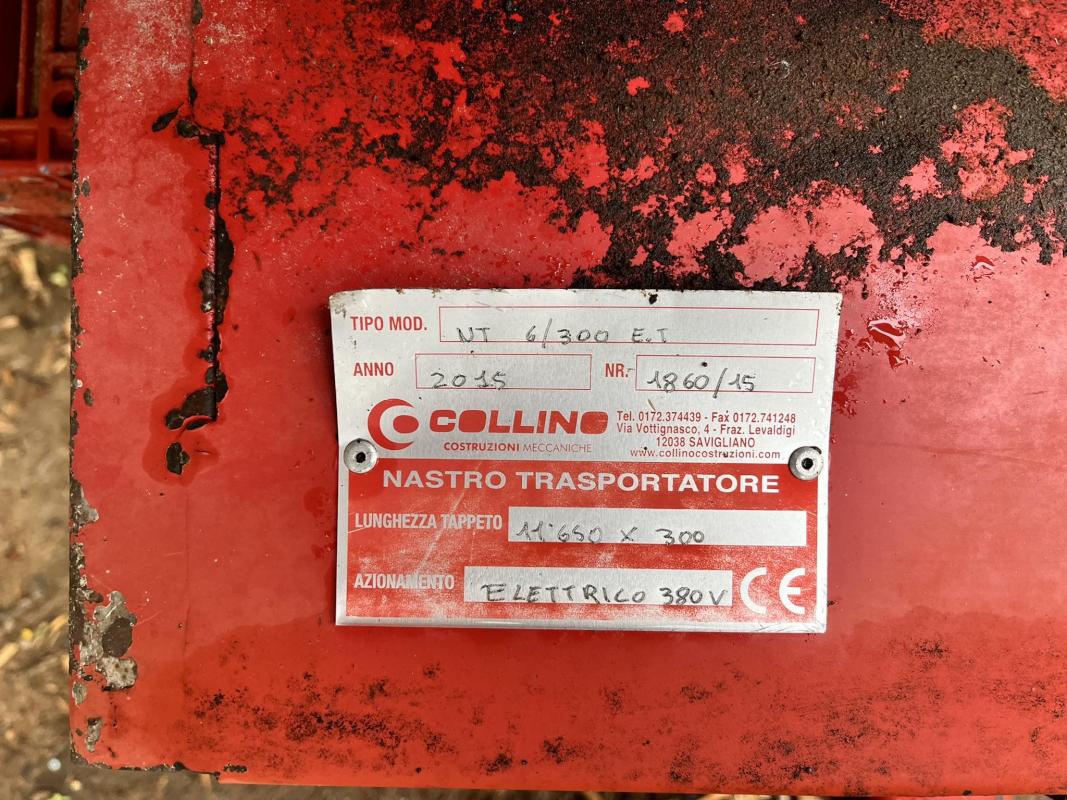 TIPO MOD. NT 6/300 E.T
ANNO 2015 NR.- 1860/15
COLLINO
COSTRUZIONI MECCANICHE
Tel. 0172.374439 - Fax 0172.741248
Via Vottignasco, 4 - Fraz. Levaldigi
12038 SAVIGLIANO
www.collinocostruzioni.com
NASTRO TRASPORTATORE
LUNGHEZZA TAPPETO 11'650 x 300
AZIONAMENTO ELETTRICO 380V CE